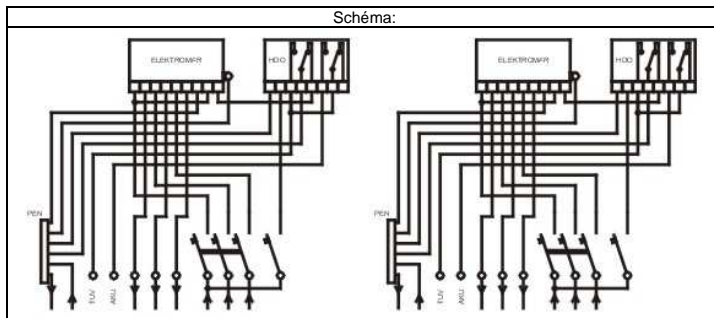 Schéma:
ELEKTROMĚR HDO ELEKTROMĚR HDO
PEN PEN
TUV AKU TUV AKU